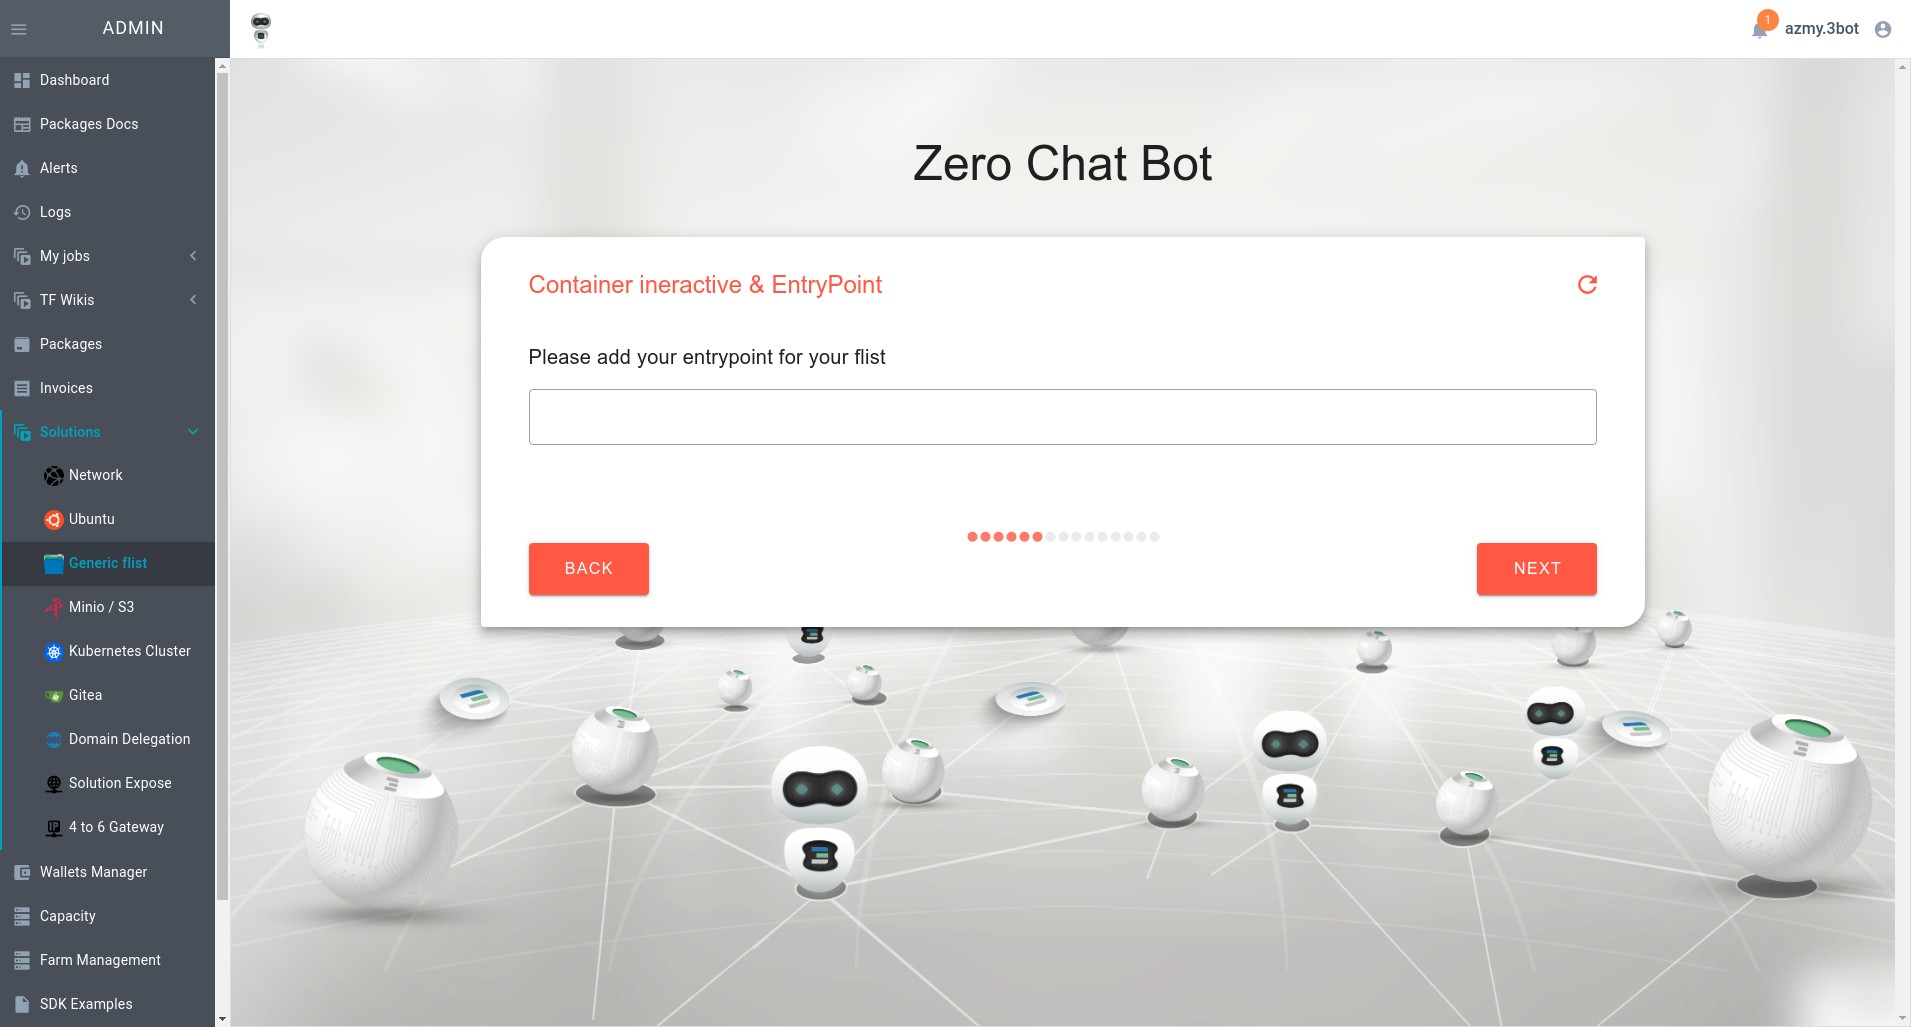 ADMIN
1
azmy.3bot
Dashboard
Packages Docs
Alerts
Logs
My jobs
TF Wikis
Packages
Invoices
Solutions
Network
Ubuntu
Generic flist
Minio / S3
Kubernetes Cluster
Gitea
Domain Delegation
Solution Expose
4 to 6 Gateway
Wallets Manager
Capacity
Farm Management
SDK Examples
Zero Chat Bot
Container ineractive & EntryPoint
Please add your entrypoint for your flist
BACK
NEXT